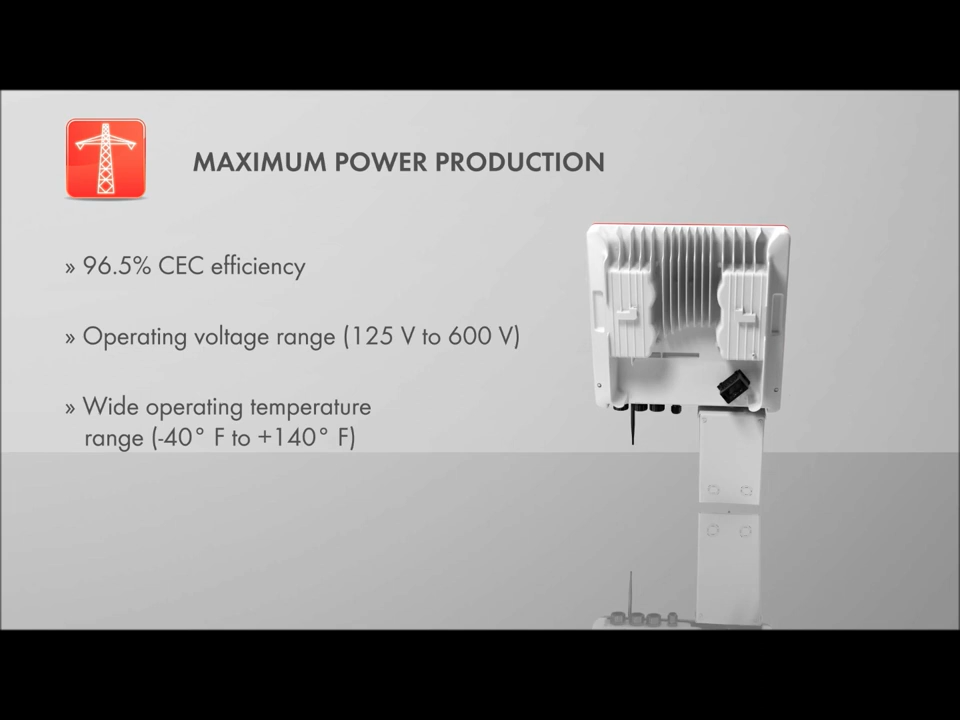 MAXIMUM POWER PRODUCTION
» 96.5% CEC efficiency
» Operating voltage range (125 V to 600 V)
» Wide operating temperature
range (-40° F to +140° F)